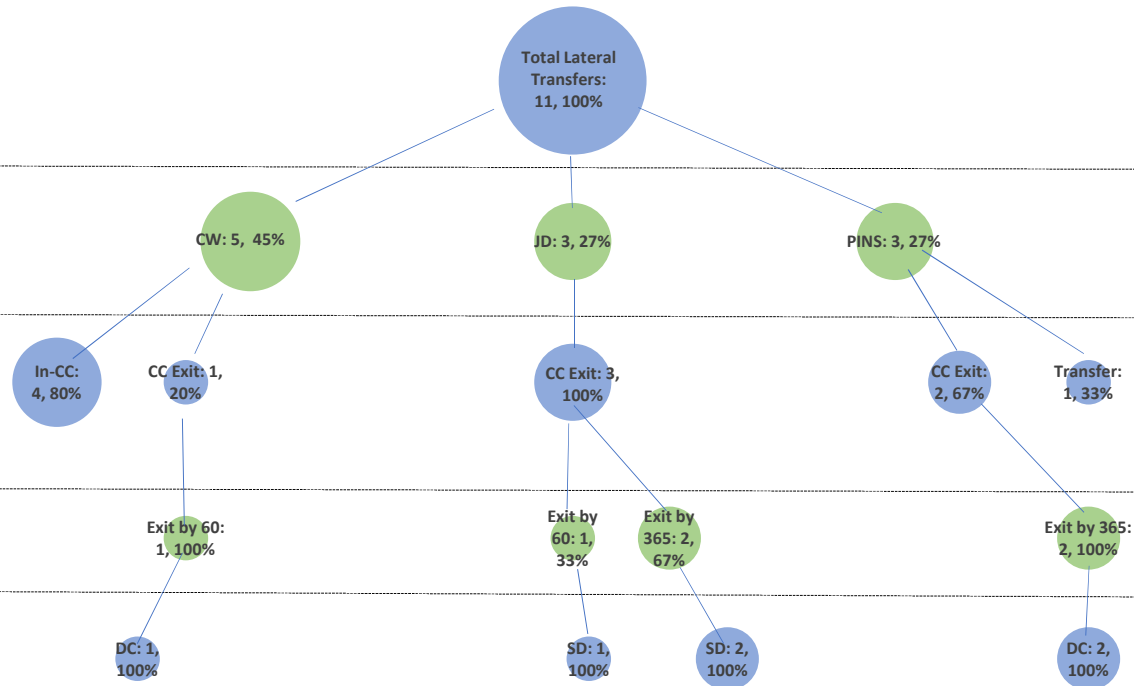 Total Lateral
Transfers:
11, 100%
CW: 5, 45%
JD: 3, 27%
PINS: 3, 27%
In-CC:
4, 80%
CC Exit: 1,
20%
CC Exit: 3,
100%
CC Exit:
2, 67%
Transfer:
1, 33%
Exit by 60:
1, 100%
Exit by
60: 1,
33%
Exit by
365: 2,
67%
Exit by 365:
2, 100%
DC: 1,
100%
SD: 1,
100%
SD: 2,
100%
DC: 2,
100%